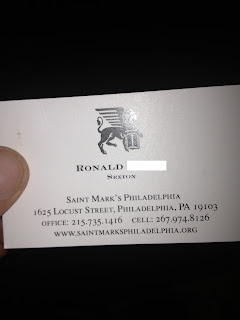 RONALD
SEXTON
SAINT MARK'S PHILADELPHIA
1625 LOCUST STREET, PHILADELPHIA, PA 19103
OFFICE: 215.735.1416 CELL: 267.974.8126
WWW.SAINTMARKSPHILADELPHIA.ORG